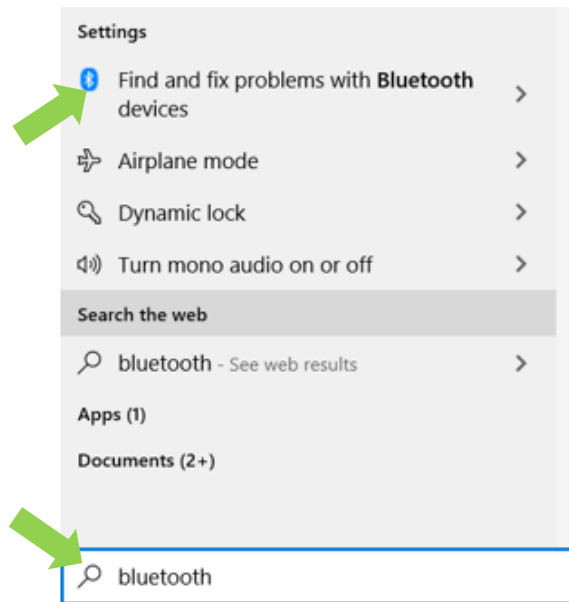 Settings
Find and fix problems with Bluetooth
devices
Airplane mode
Dynamic lock
Turn mono audio on or off
Search the web
bluetooth - See web results
Apps (1)
Documents (2+)
bluetooth